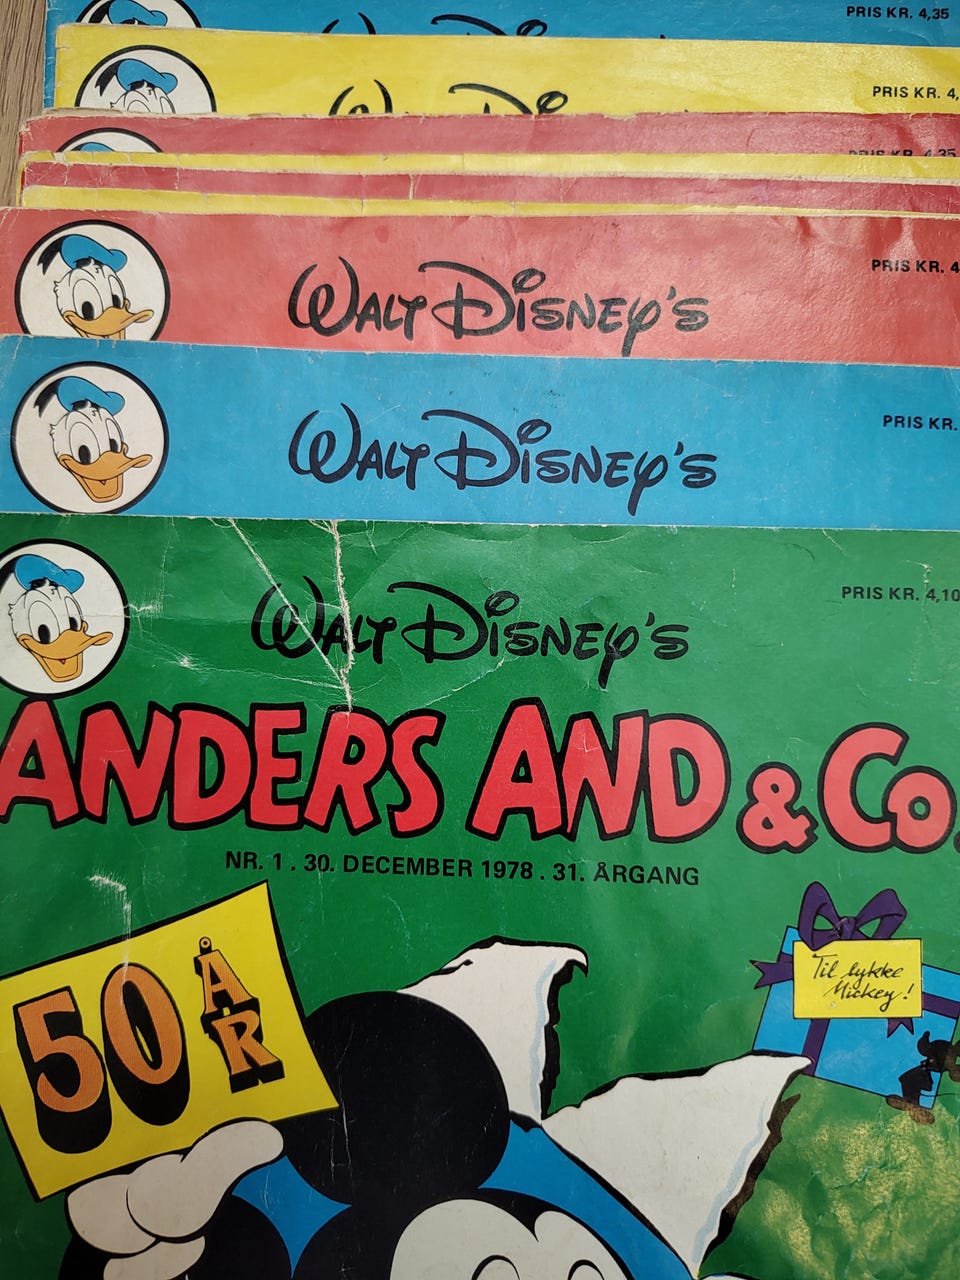 PRIS KR. 4,35
PRIS KR. 4,
WALT DISNEY'S
PRIS KR. 4,35
WALT DISNEY'S
PRIS KR. 4
WALT DISNEY'S
PRIS KR.
WALT DISNEY'S
PRIS KR. 4,10
ANDERS AND & Co.
NR. 1 . 30. DECEMBER 1978 . 31. ÅRGANG
50 ÅR
Til lykke
Mickey!